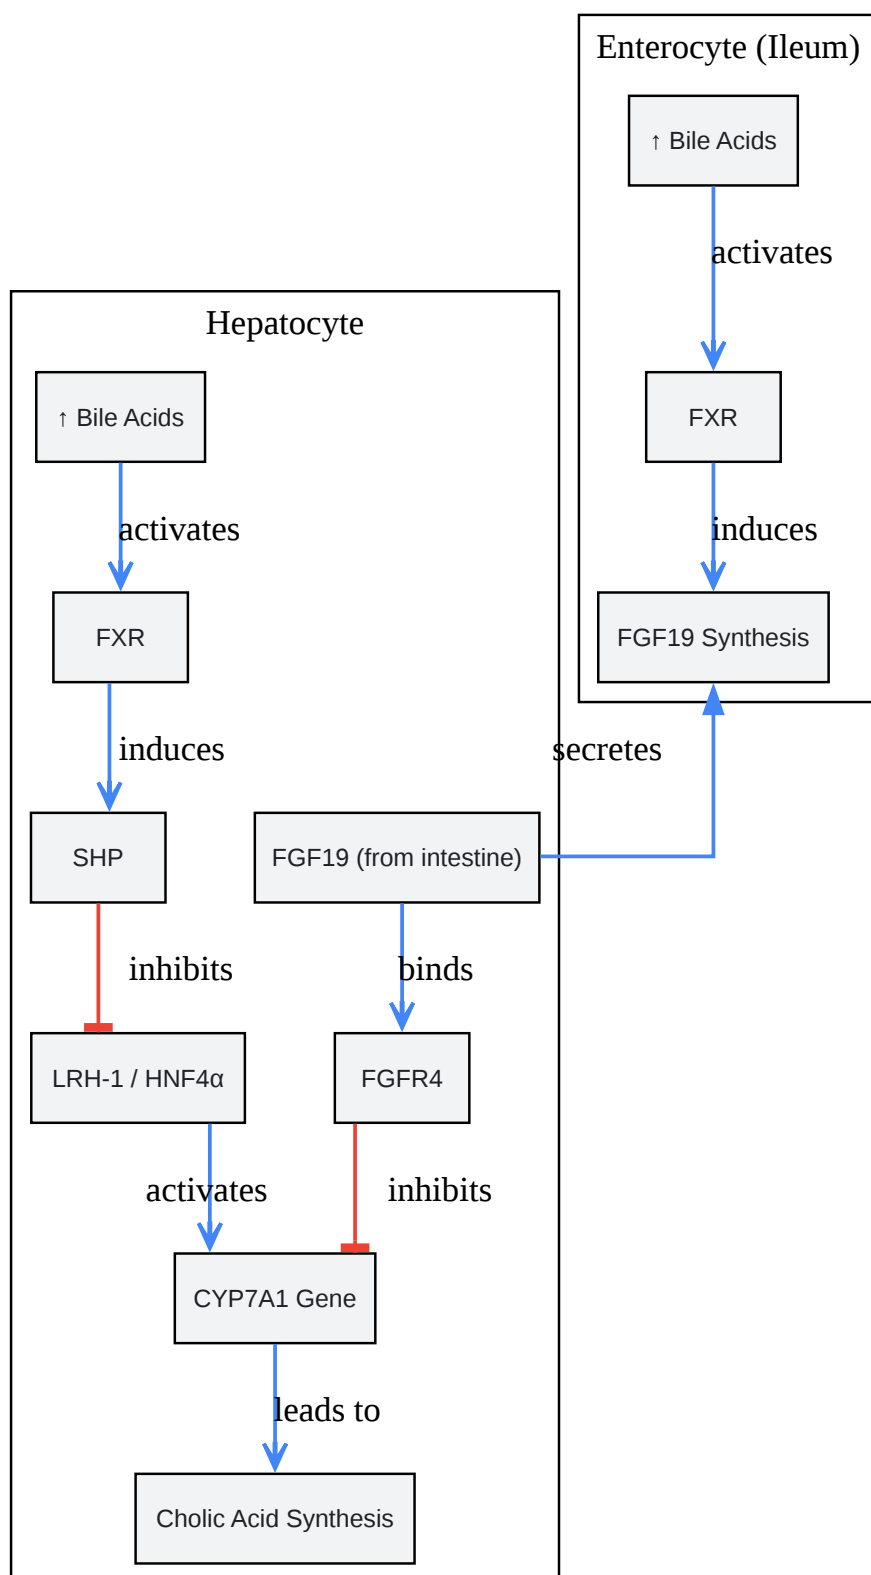 Enterocyte (Ileum)
↑ Bile Acids
activates
FXR
induces
FGF19 Synthesis
secretes
Hepatocyte
↑ Bile Acids
activates
FXR
induces
SHP
FGF19 (from intestine)
inhibits
binds
LRH-1 / HNF4α
FGFR4
activates
inhibits
CYP7A1 Gene
leads to
Cholic Acid Synthesis